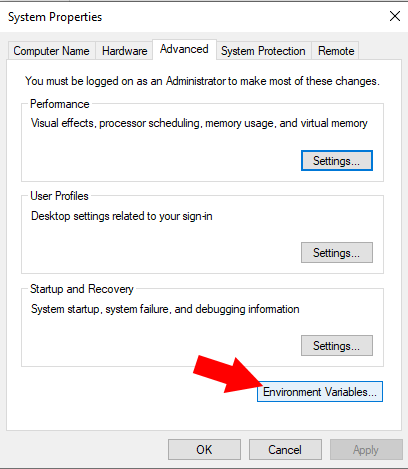 System Properties
Computer Name Hardware Advanced System Protection Remote
You must be logged on as an Administrator to make most of these changes.
Performance
Visual effects, processor scheduling, memory usage, and virtual memory
Settings...
User Profiles
Desktop settings related to your sign-in
Settings...
Startup and Recovery
System startup, system failure, and debugging information
Settings...
Environment Variables...
OK Cancel Apply